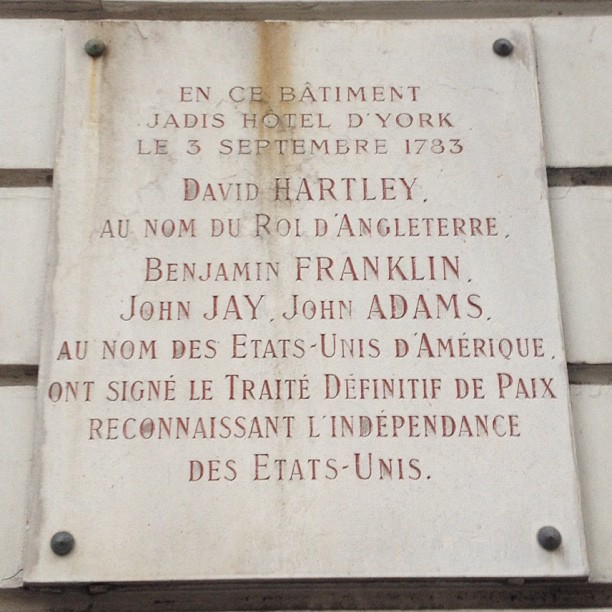 EN CE BÂTIMENT
JADIS HÔTEL D'YORK
LE 3 SEPTEMBRE 1783
DAVID HARTLEY,
AU NOM DU ROI D'ANGLETERRE,
BENJAMIN FRANKLIN,
JOHN JAY, JOHN ADAMS,
AU NOM DES ETATS-UNIS D'AMÉRIQUE,
ONT SIGNÉ LE TRAITÉ DÉFINITIF DE PAIX
RECONNAISSANT L'INDÉPENDANCE
DES ETATS-UNIS.